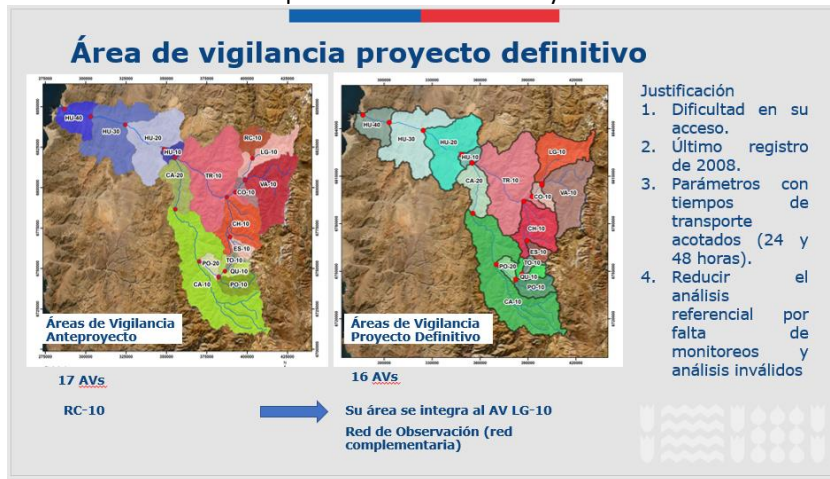 Área de vigilancia proyecto definitivo
HU-40
HU-30
HU-20
HU-10
CA-20
TR-10
RC-10
LG-10
VA-10
CO-10
CH-10
ES-10
TO-10
QU-10
PO-20
PO-10
CA-10
Áreas de Vigilancia
Anteproyecto
HU-40
HU-30
HU-20
HU-10
CA-20
TR-10
LG-10
CO-10
VA-10
CH-10
ES-10
TO-10
PO-20
QU-10
PO-10
CA-10
Áreas de Vigilancia
Proyecto Definitivo
Justificación
1. Dificultad en su
acceso.
2. Último registro
de 2008.
3. Parámetros con
tiempos de
transporte
acotados (24 y
48 horas).
4. Reducir el
análisis
referencial por
falta de
monitoreos y
análisis inválidos
17 AVs
16 AVs
RC-10
Su área se integra al AV LG-10
Red de Observación (red
complementaria)